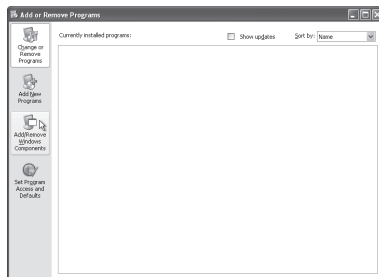 Add or Remove Programs
Change or
Remove
Programs
Currently installed programs:
Show updates
Sort by:
Name
Add New
Programs
Add/Remove
Windows
Components
Set Program
Access and
Defaults